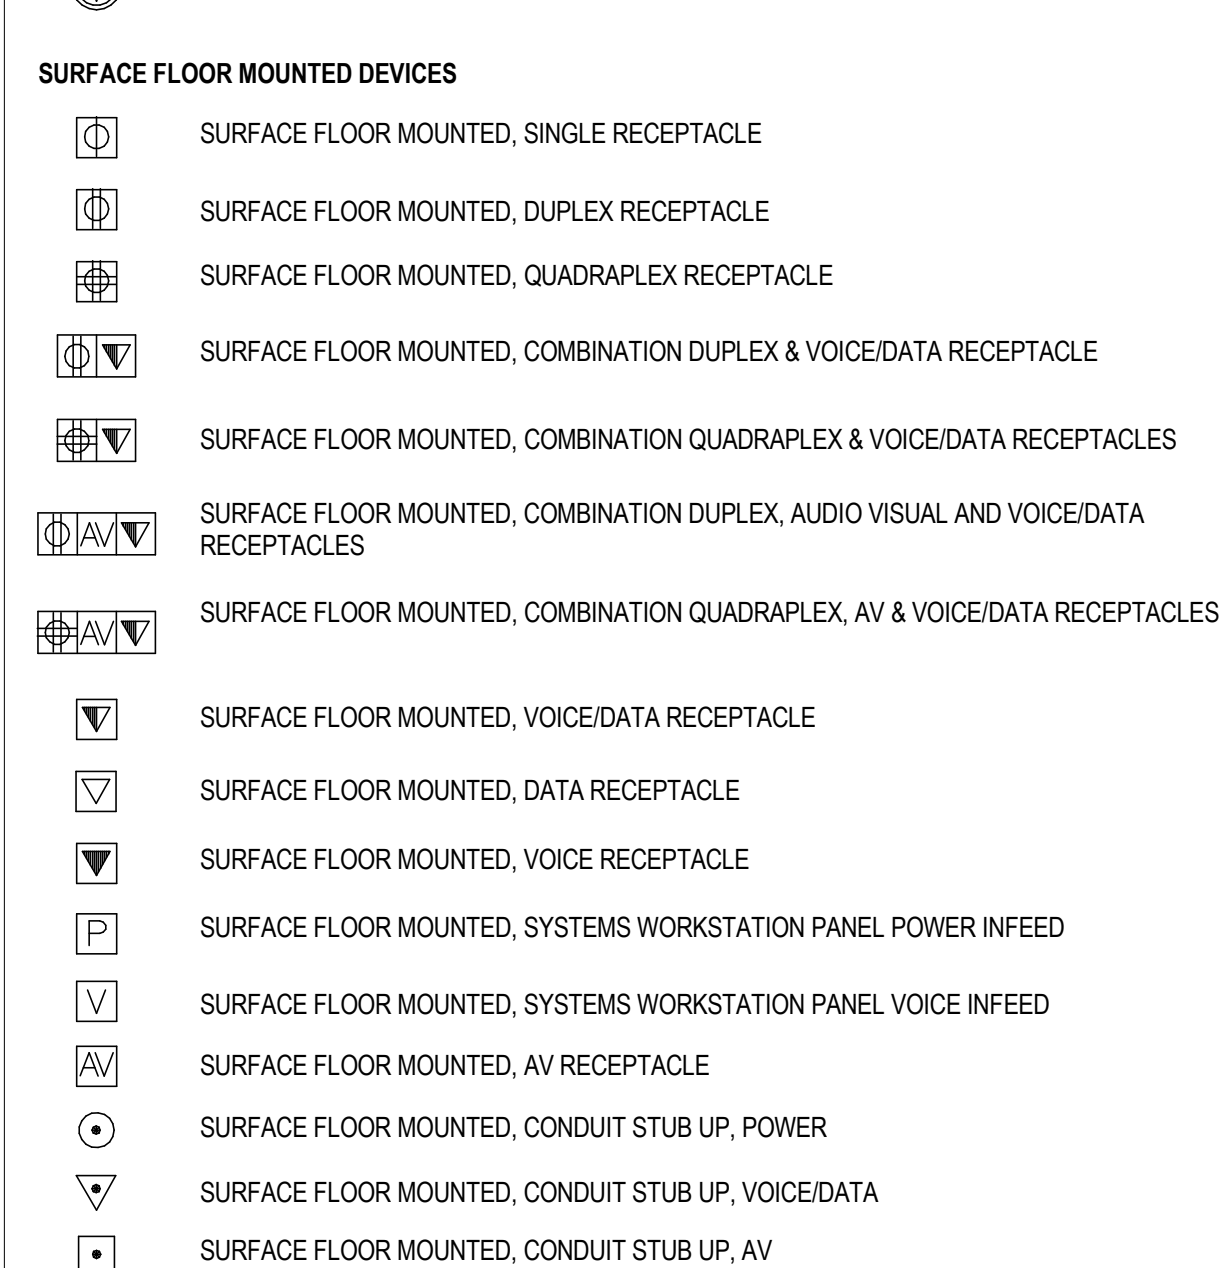 SURFACE FLOOR MOUNTED DEVICES
SURFACE FLOOR MOUNTED, SINGLE RECEPTACLE
SURFACE FLOOR MOUNTED, DUPLEX RECEPTACLE
SURFACE FLOOR MOUNTED, QUADRAPLEX RECEPTACLE
SURFACE FLOOR MOUNTED, COMBINATION DUPLEX & VOICE/DATA RECEPTACLE
SURFACE FLOOR MOUNTED, COMBINATION QUADRAPLEX & VOICE/DATA RECEPTACLES
AV SURFACE FLOOR MOUNTED, COMBINATION DUPLEX, AUDIO VISUAL AND VOICE/DATA
RECEPTACLES
AV SURFACE FLOOR MOUNTED, COMBINATION QUADRAPLEX, AV & VOICE/DATA RECEPTACLES
SURFACE FLOOR MOUNTED, VOICE/DATA RECEPTACLE
SURFACE FLOOR MOUNTED, DATA RECEPTACLE
SURFACE FLOOR MOUNTED, VOICE RECEPTACLE
P SURFACE FLOOR MOUNTED, SYSTEMS WORKSTATION PANEL POWER INFEED
V SURFACE FLOOR MOUNTED, SYSTEMS WORKSTATION PANEL VOICE INFEED
AV SURFACE FLOOR MOUNTED, AV RECEPTACLE
SURFACE FLOOR MOUNTED, CONDUIT STUB UP, POWER
SURFACE FLOOR MOUNTED, CONDUIT STUB UP, VOICE/DATA
SURFACE FLOOR MOUNTED, CONDUIT STUB UP, AV